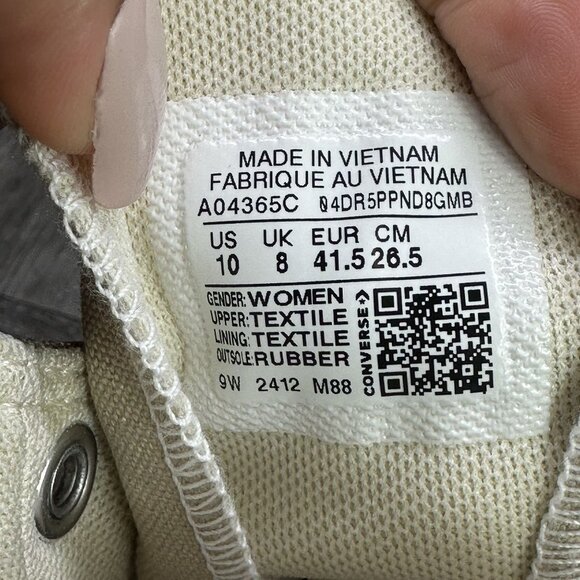 MADE IN VIETNAM
FABRIQUE AU VIETNAM
A04365C 04DR5PPND8GMB
US UK EUR CM
10 8 41.5 26.5
GENDER: WOMEN
UPPER: TEXTILE
LINING: TEXTILE
OUTSOLE: RUBBER
9W 2412 M88
CONVERSE